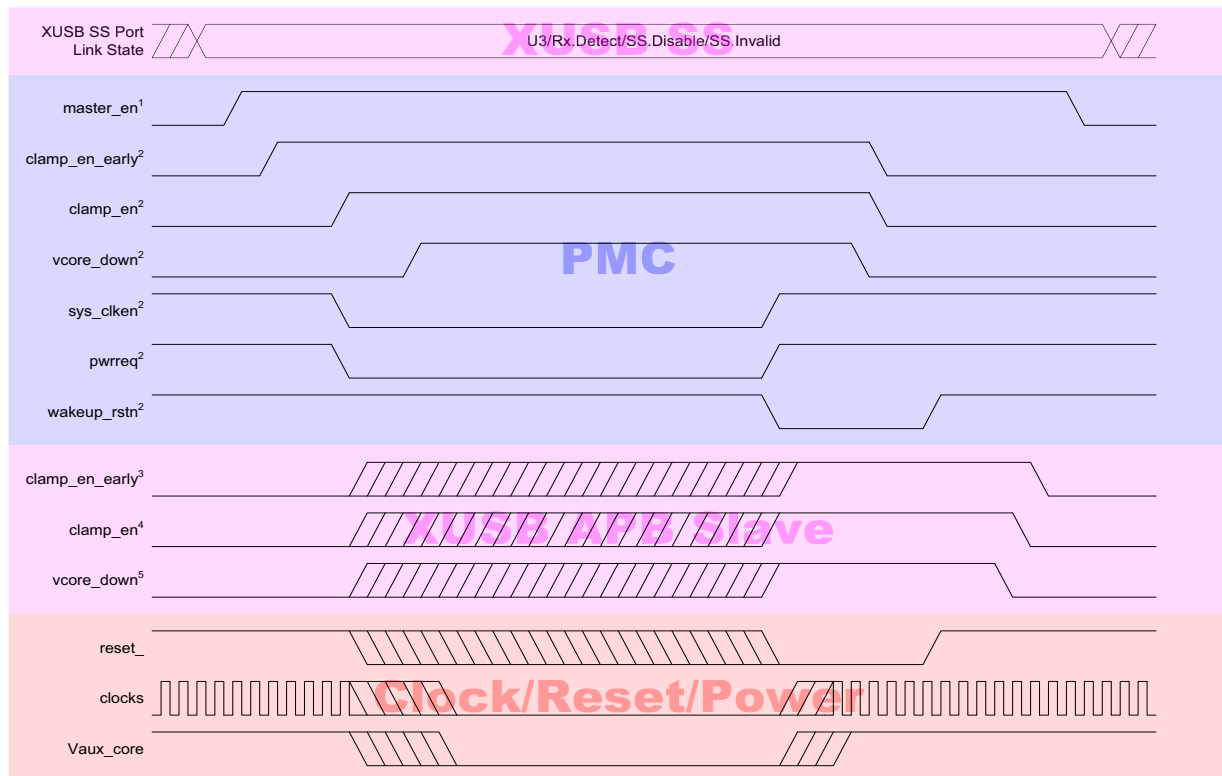 XUSB SS Port
Link State
XUSB SS
U3/Rx.Detect/SS.Disable/SS.Invalid
master_en¹
clamp_en_early²
clamp_en²
vcore_down²
PMC
sys_clken²
pwrreq²
wakeup_rstn²
clamp_en_early³
clamp_en⁴
XUSB APB Slave
vcore_down⁵
reset_
clocks
Clock/Reset/Power
Vaux_core